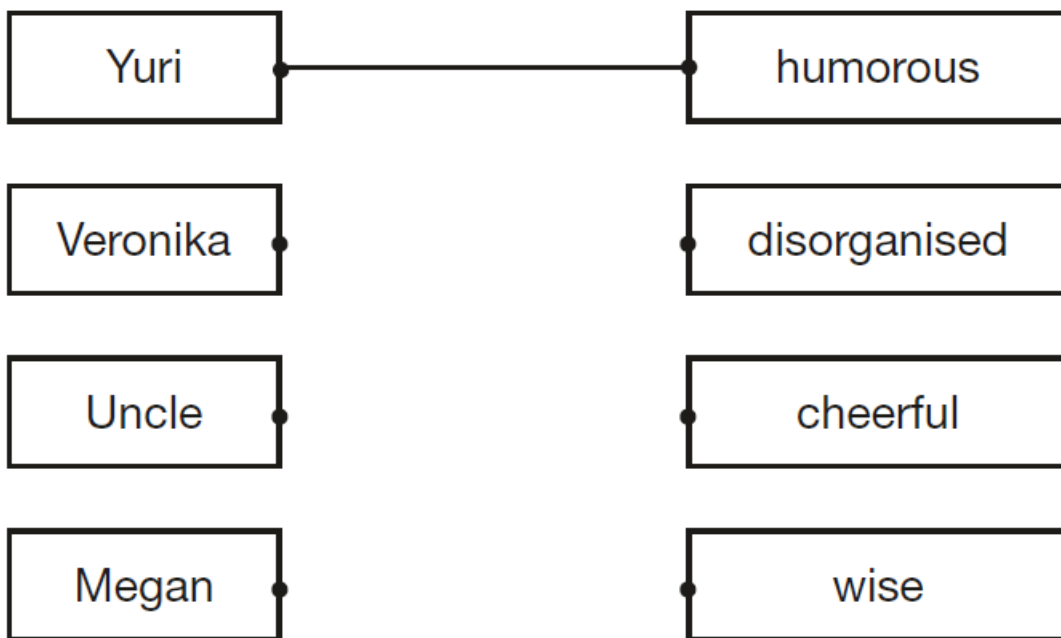 Yuri humorous
Veronika disorganised
Uncle cheerful
Megan wise